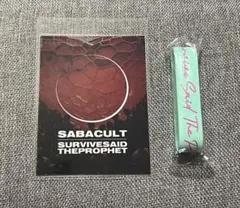 SABACULT
SURVIVESAID
THEPROPHET
Said The